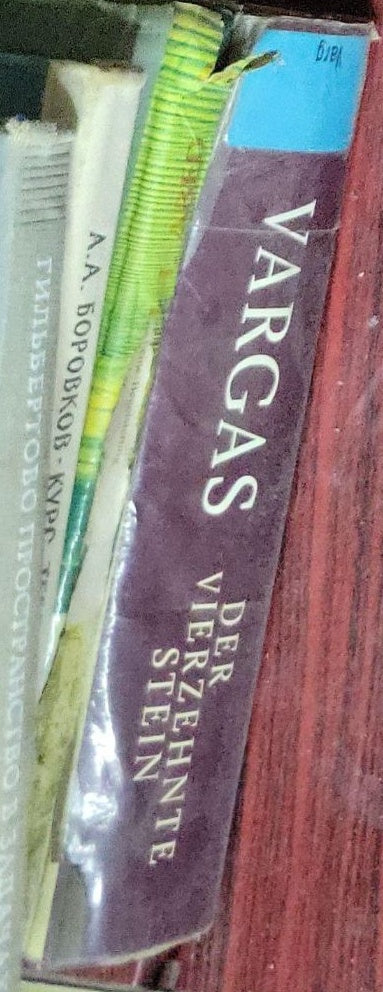 Varg
VARGAS
DER
VIERZEHNTE
STEIN
А.А. БОРОВКОВ - КУРС
ГИЛЬБЕРТОВО ПРОСТРАНСТВО В